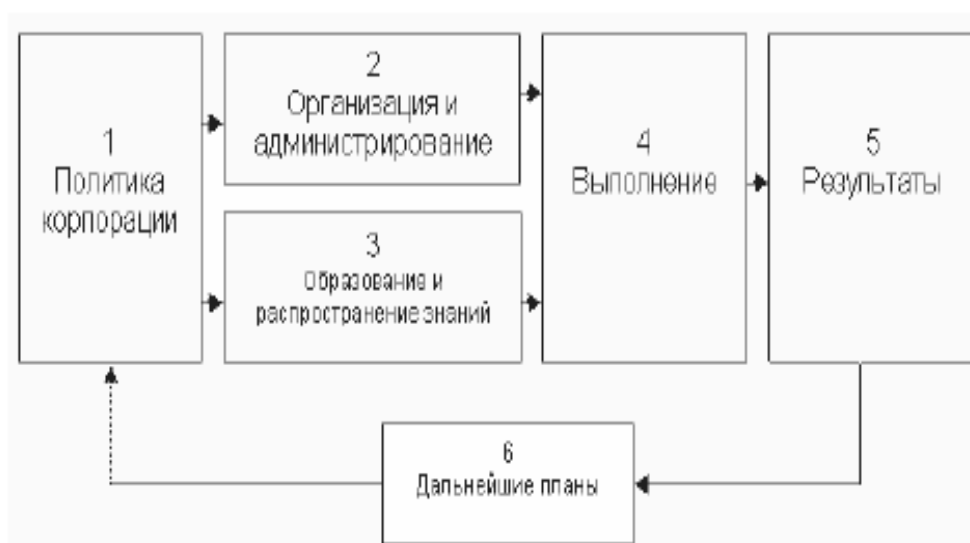 1
Политика
корпорации
2
Организация и
администрирование
3
Образование и
распространение знаний
4
Выполнение
5
Результаты
6
Дальнейшие планы